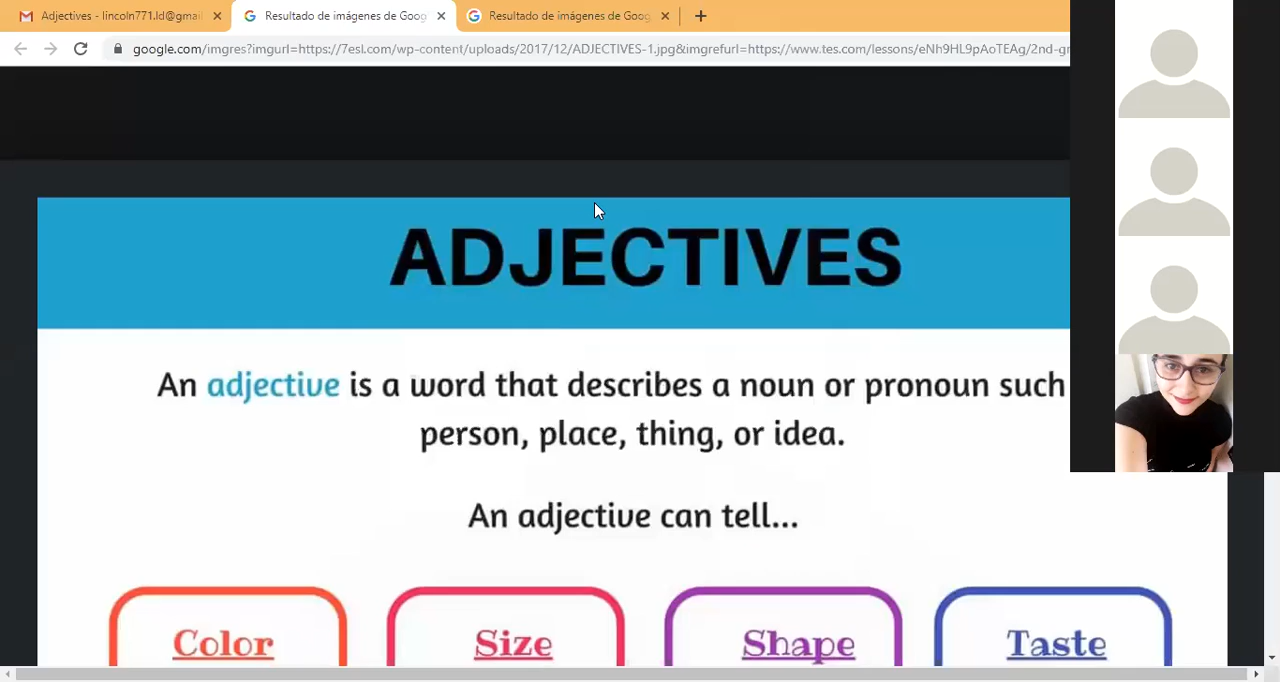 Adjectives - lincoln771.ld@gmai
Resultado de imágenes de Goog
Resultado de imágenes de Goog
google.com/imgres?imgurl=https://7esl.com/wp-content/uploads/2017/12/ADJECTIVES-1.jpg&imgrefurl=https://www.tes.com/lessons/eNh9HL9pAoTEAg/2nd-gr
ADJECTIVES
An adjective is a word that describes a noun or pronoun such
person, place, thing, or idea.
An adjective can tell...
Color
Size
Shape
Taste